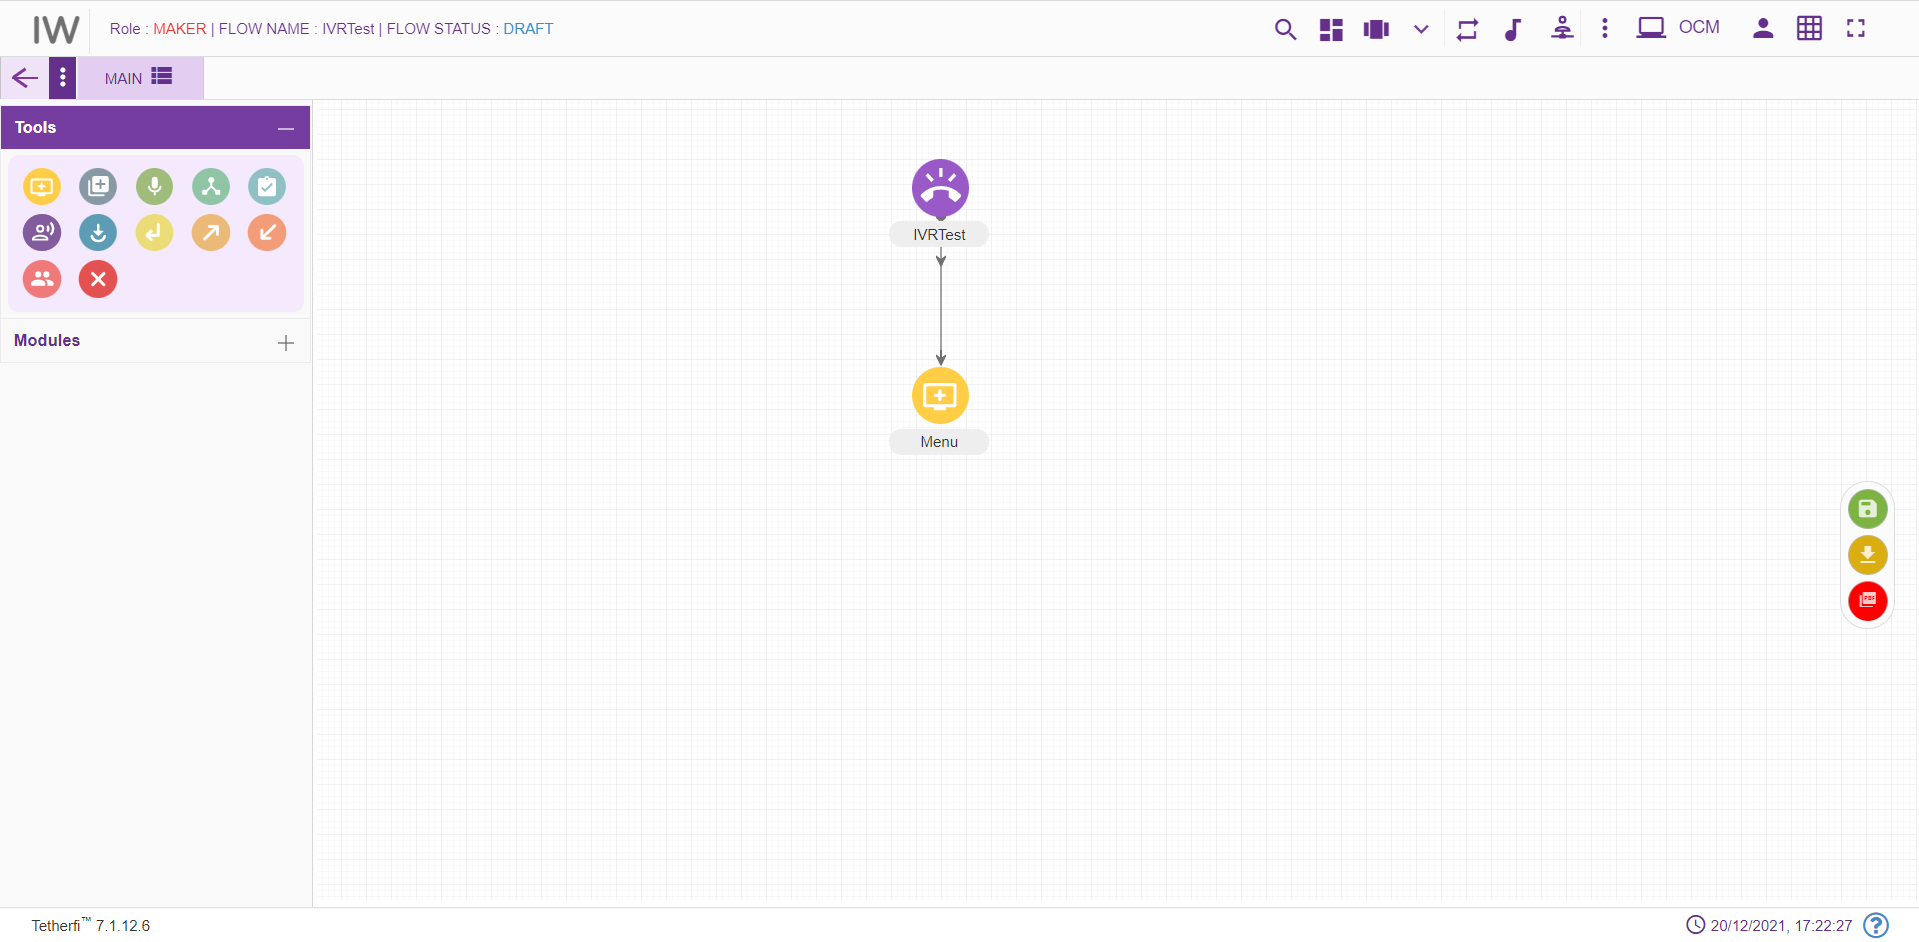 IW
Role : MAKER | FLOW NAME : IVRTest | FLOW STATUS : DRAFT
OCM
MAIN
Tools
Modules
IVRTest
Menu
PDF
Tetherfi™ 7.1.12.6
20/12/2021, 17:22:27